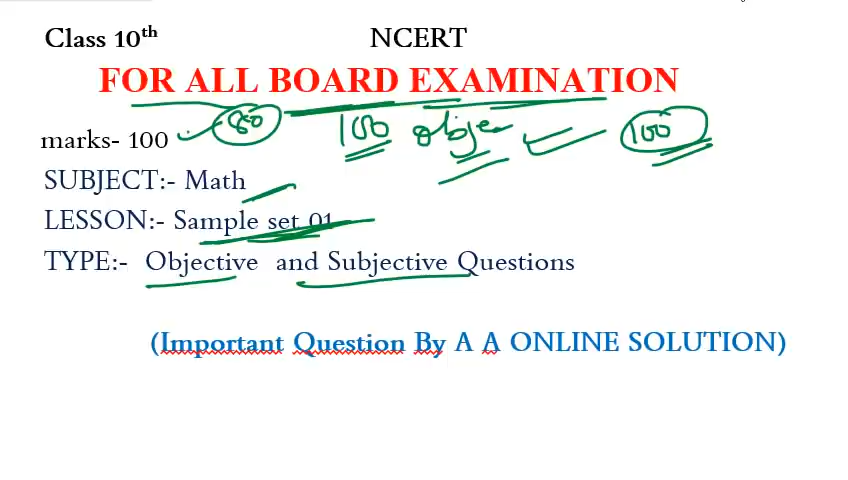 Class 10th NCERT
FOR ALL BOARD EXAMINATION
marks- 100 80 100 objec 100
SUBJECT:- Math
LESSON:- Sample set 01
TYPE:- Objective and Subjective Questions
(Important Question By A A ONLINE SOLUTION)